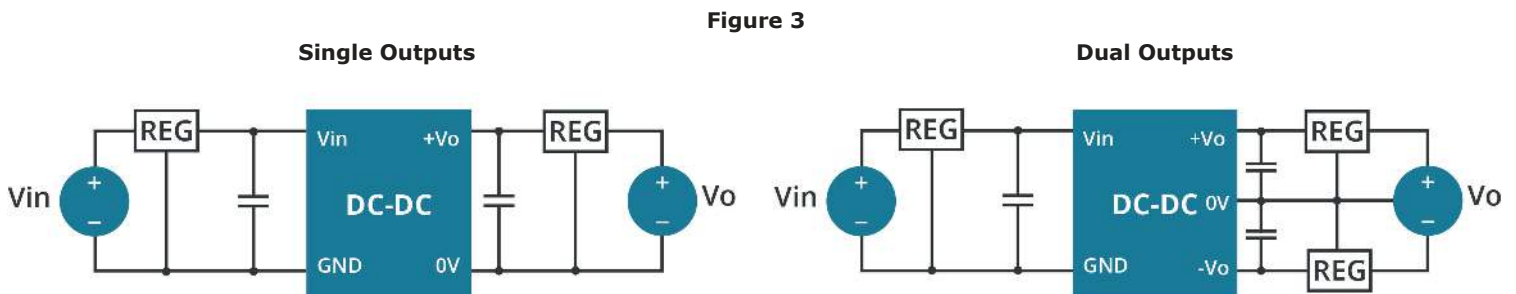 Figure 3
Single Outputs
Dual Outputs
REG
REG
Vin
+Vo
Vin
+
−
DC-DC
+
−
Vo
GND
0V
REG
REG
Vin
+Vo
Vin
+
−
DC-DC
0V
+
−
Vo
GND
-Vo
REG